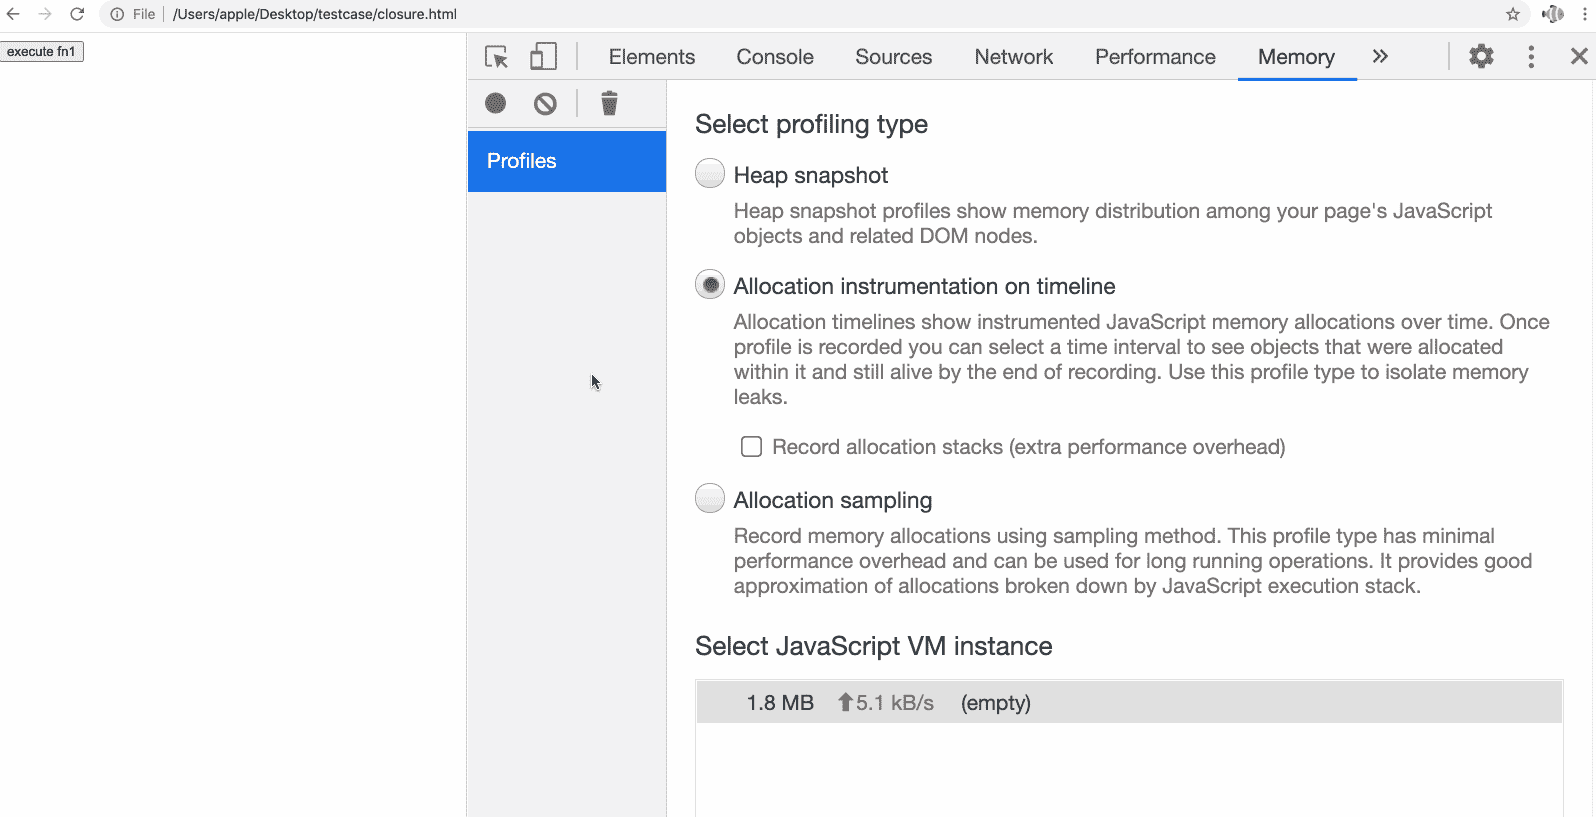 File /Users/apple/Desktop/testcase/closure.html
execute fn1
Elements Console Sources Network Performance Memory
Profiles
Select profiling type
Heap snapshot
Heap snapshot profiles show memory distribution among your page's JavaScript
objects and related DOM nodes.
Allocation instrumentation on timeline
Allocation timelines show instrumented JavaScript memory allocations over time. Once
profile is recorded you can select a time interval to see objects that were allocated
within it and still alive by the end of recording. Use this profile type to isolate memory
leaks.
Record allocation stacks (extra performance overhead)
Allocation sampling
Record memory allocations using sampling method. This profile type has minimal
performance overhead and can be used for long running operations. It provides good
approximation of allocations broken down by JavaScript execution stack.
Select JavaScript VM instance
1.8 MB 5.1 kB/s (empty)